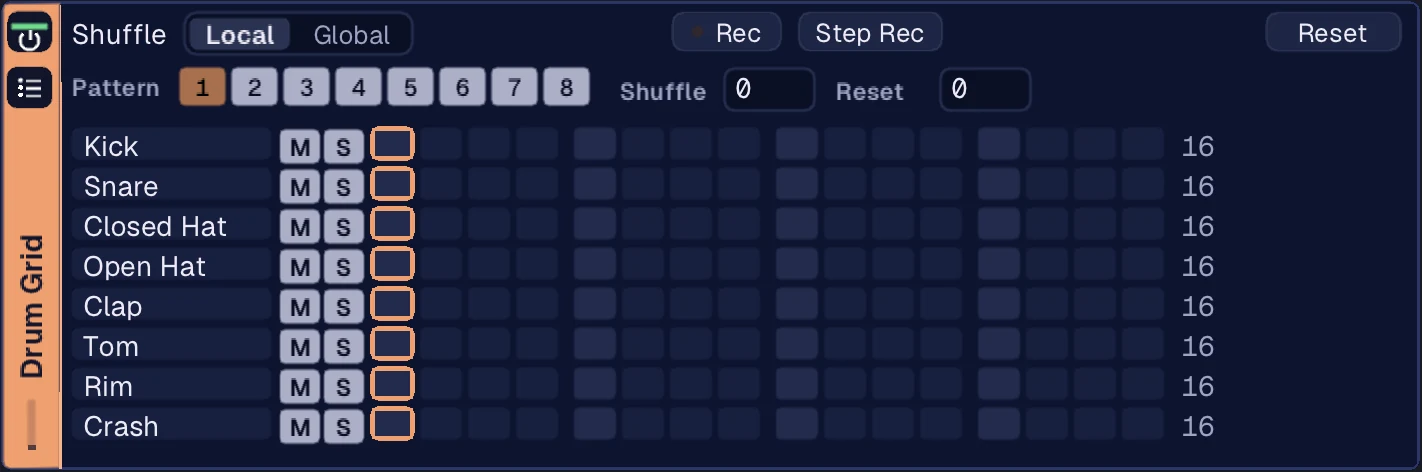 Shuffle Local Global Rec Step Rec Reset
Pattern 1 2 3 4 5 6 7 8 Shuffle 0 Reset 0
Kick M S 16
Snare M S 16
Closed Hat M S 16
Open Hat M S 16
Clap M S 16
Tom M S 16
Rim M S 16
Crash M S 16
Drum Grid